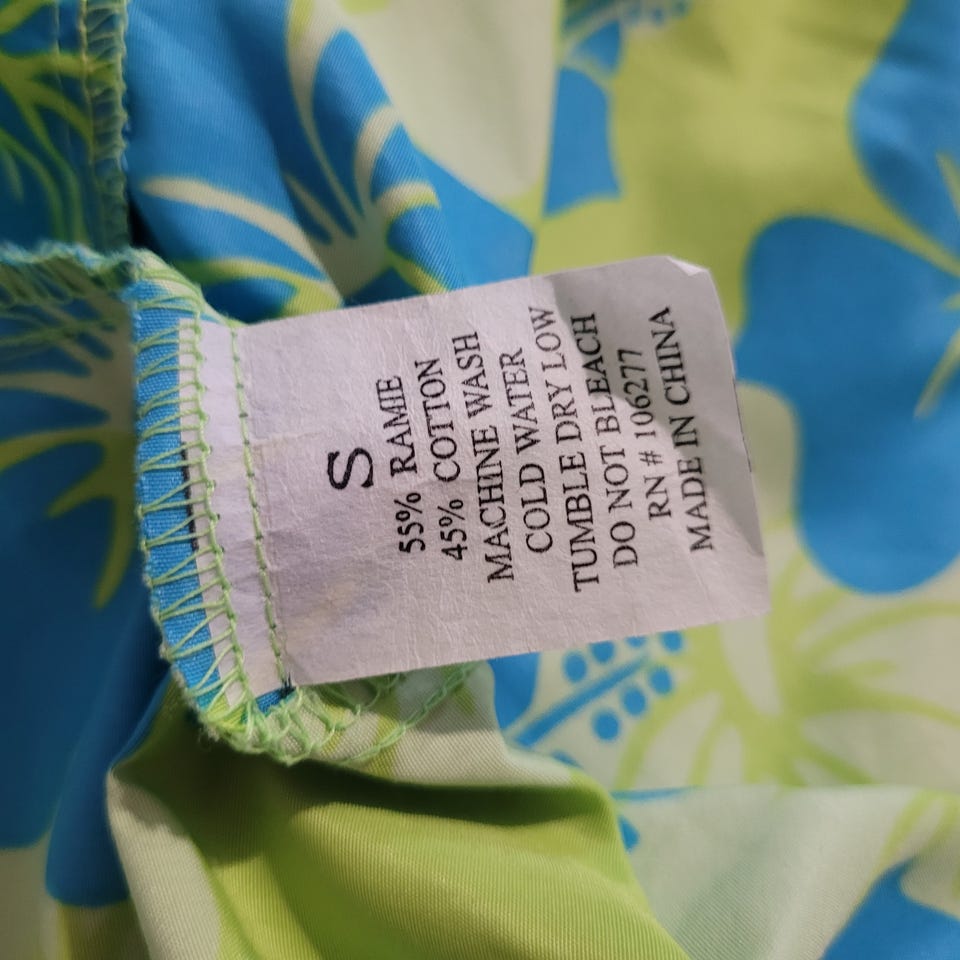 S
55% RAMIE
45% COTTON
MACHINE WASH
COLD WATER
TUMBLE DRY LOW
DO NOT BLEACH
RN # 106277
MADE IN CHINA